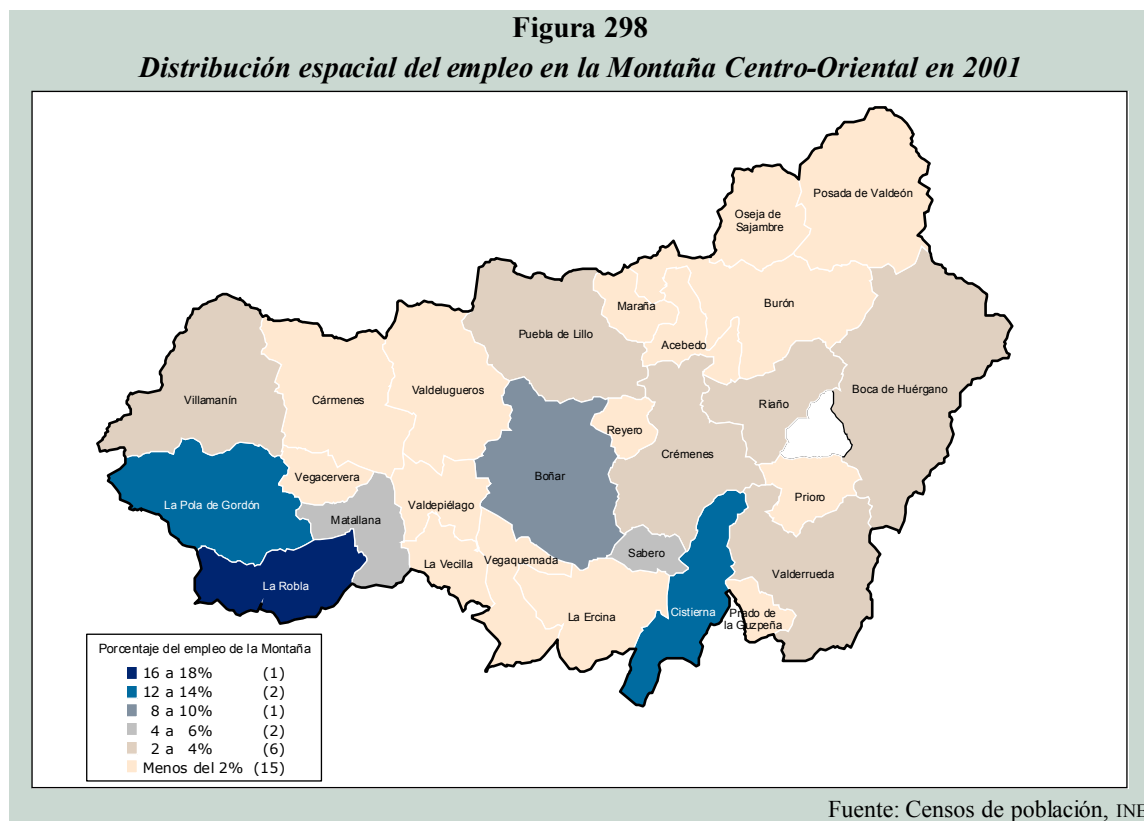 Figura 298
Distribución espacial del empleo en la Montaña Centro-Oriental en 2001
Posada de Valdeón
Oseja de
Sajambre
Maraña
Burón
Puebla de Lillo
Acebedo
Boca de Huérgano
Villamanín
Cármenes
Valdelugueros
Riaño
Reyero
Crémenes
Vegacervera
Boñar
La Pola de Gordón
Valdepiélago
Prioro
Matallana
Sabero
Vegaquemada
La Vecilla
Valderrueda
La Robla
La Ercina
Cistierna
Prado de
la Guzpeña
Porcentaje del empleo de la Montaña
16 a 18% (1)
12 a 14% (2)
8 a 10% (1)
4 a 6% (2)
2 a 4% (6)
Menos del 2% (15)
Fuente: Censos de población, INE